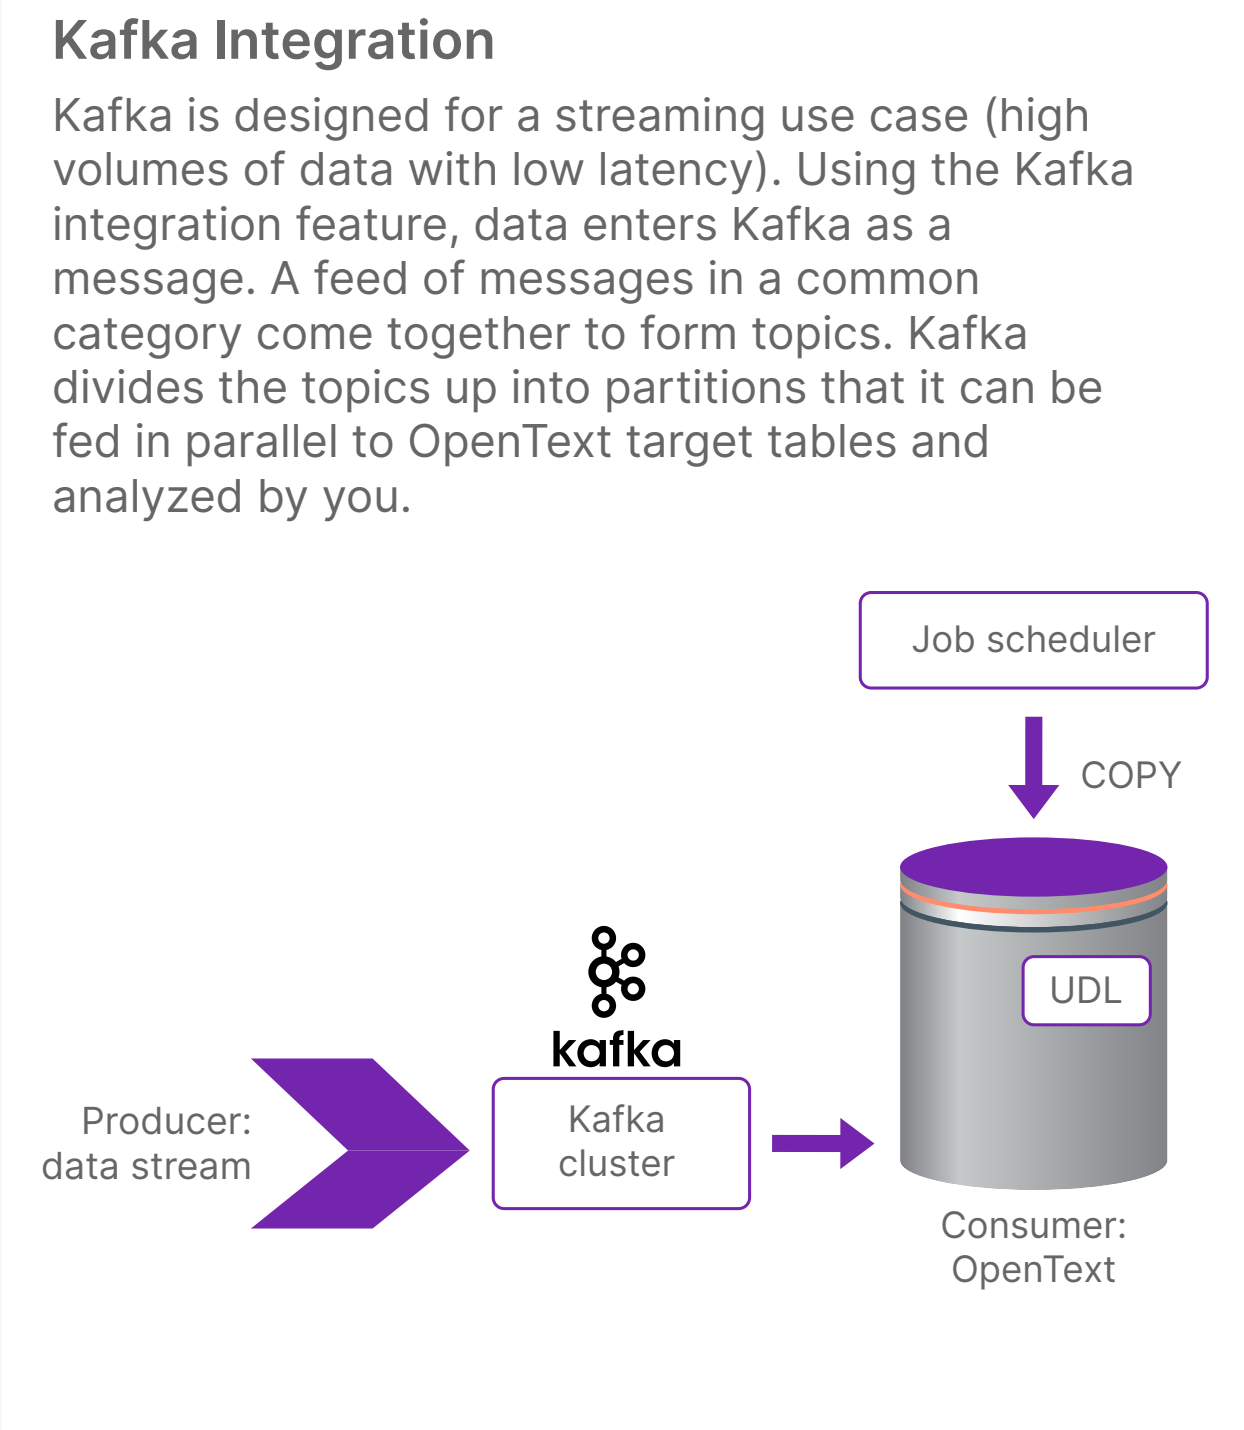 Kafka Integration
Kafka is designed for a streaming use case (high
volumes of data with low latency). Using the Kafka
integration feature, data enters Kafka as a
message. A feed of messages in a common
category come together to form topics. Kafka
divides the topics up into partitions that it can be
fed in parallel to OpenText target tables and
analyzed by you.
Job scheduler
COPY
UDL
kafka
Kafka
cluster
Producer:
data stream
Consumer:
OpenText